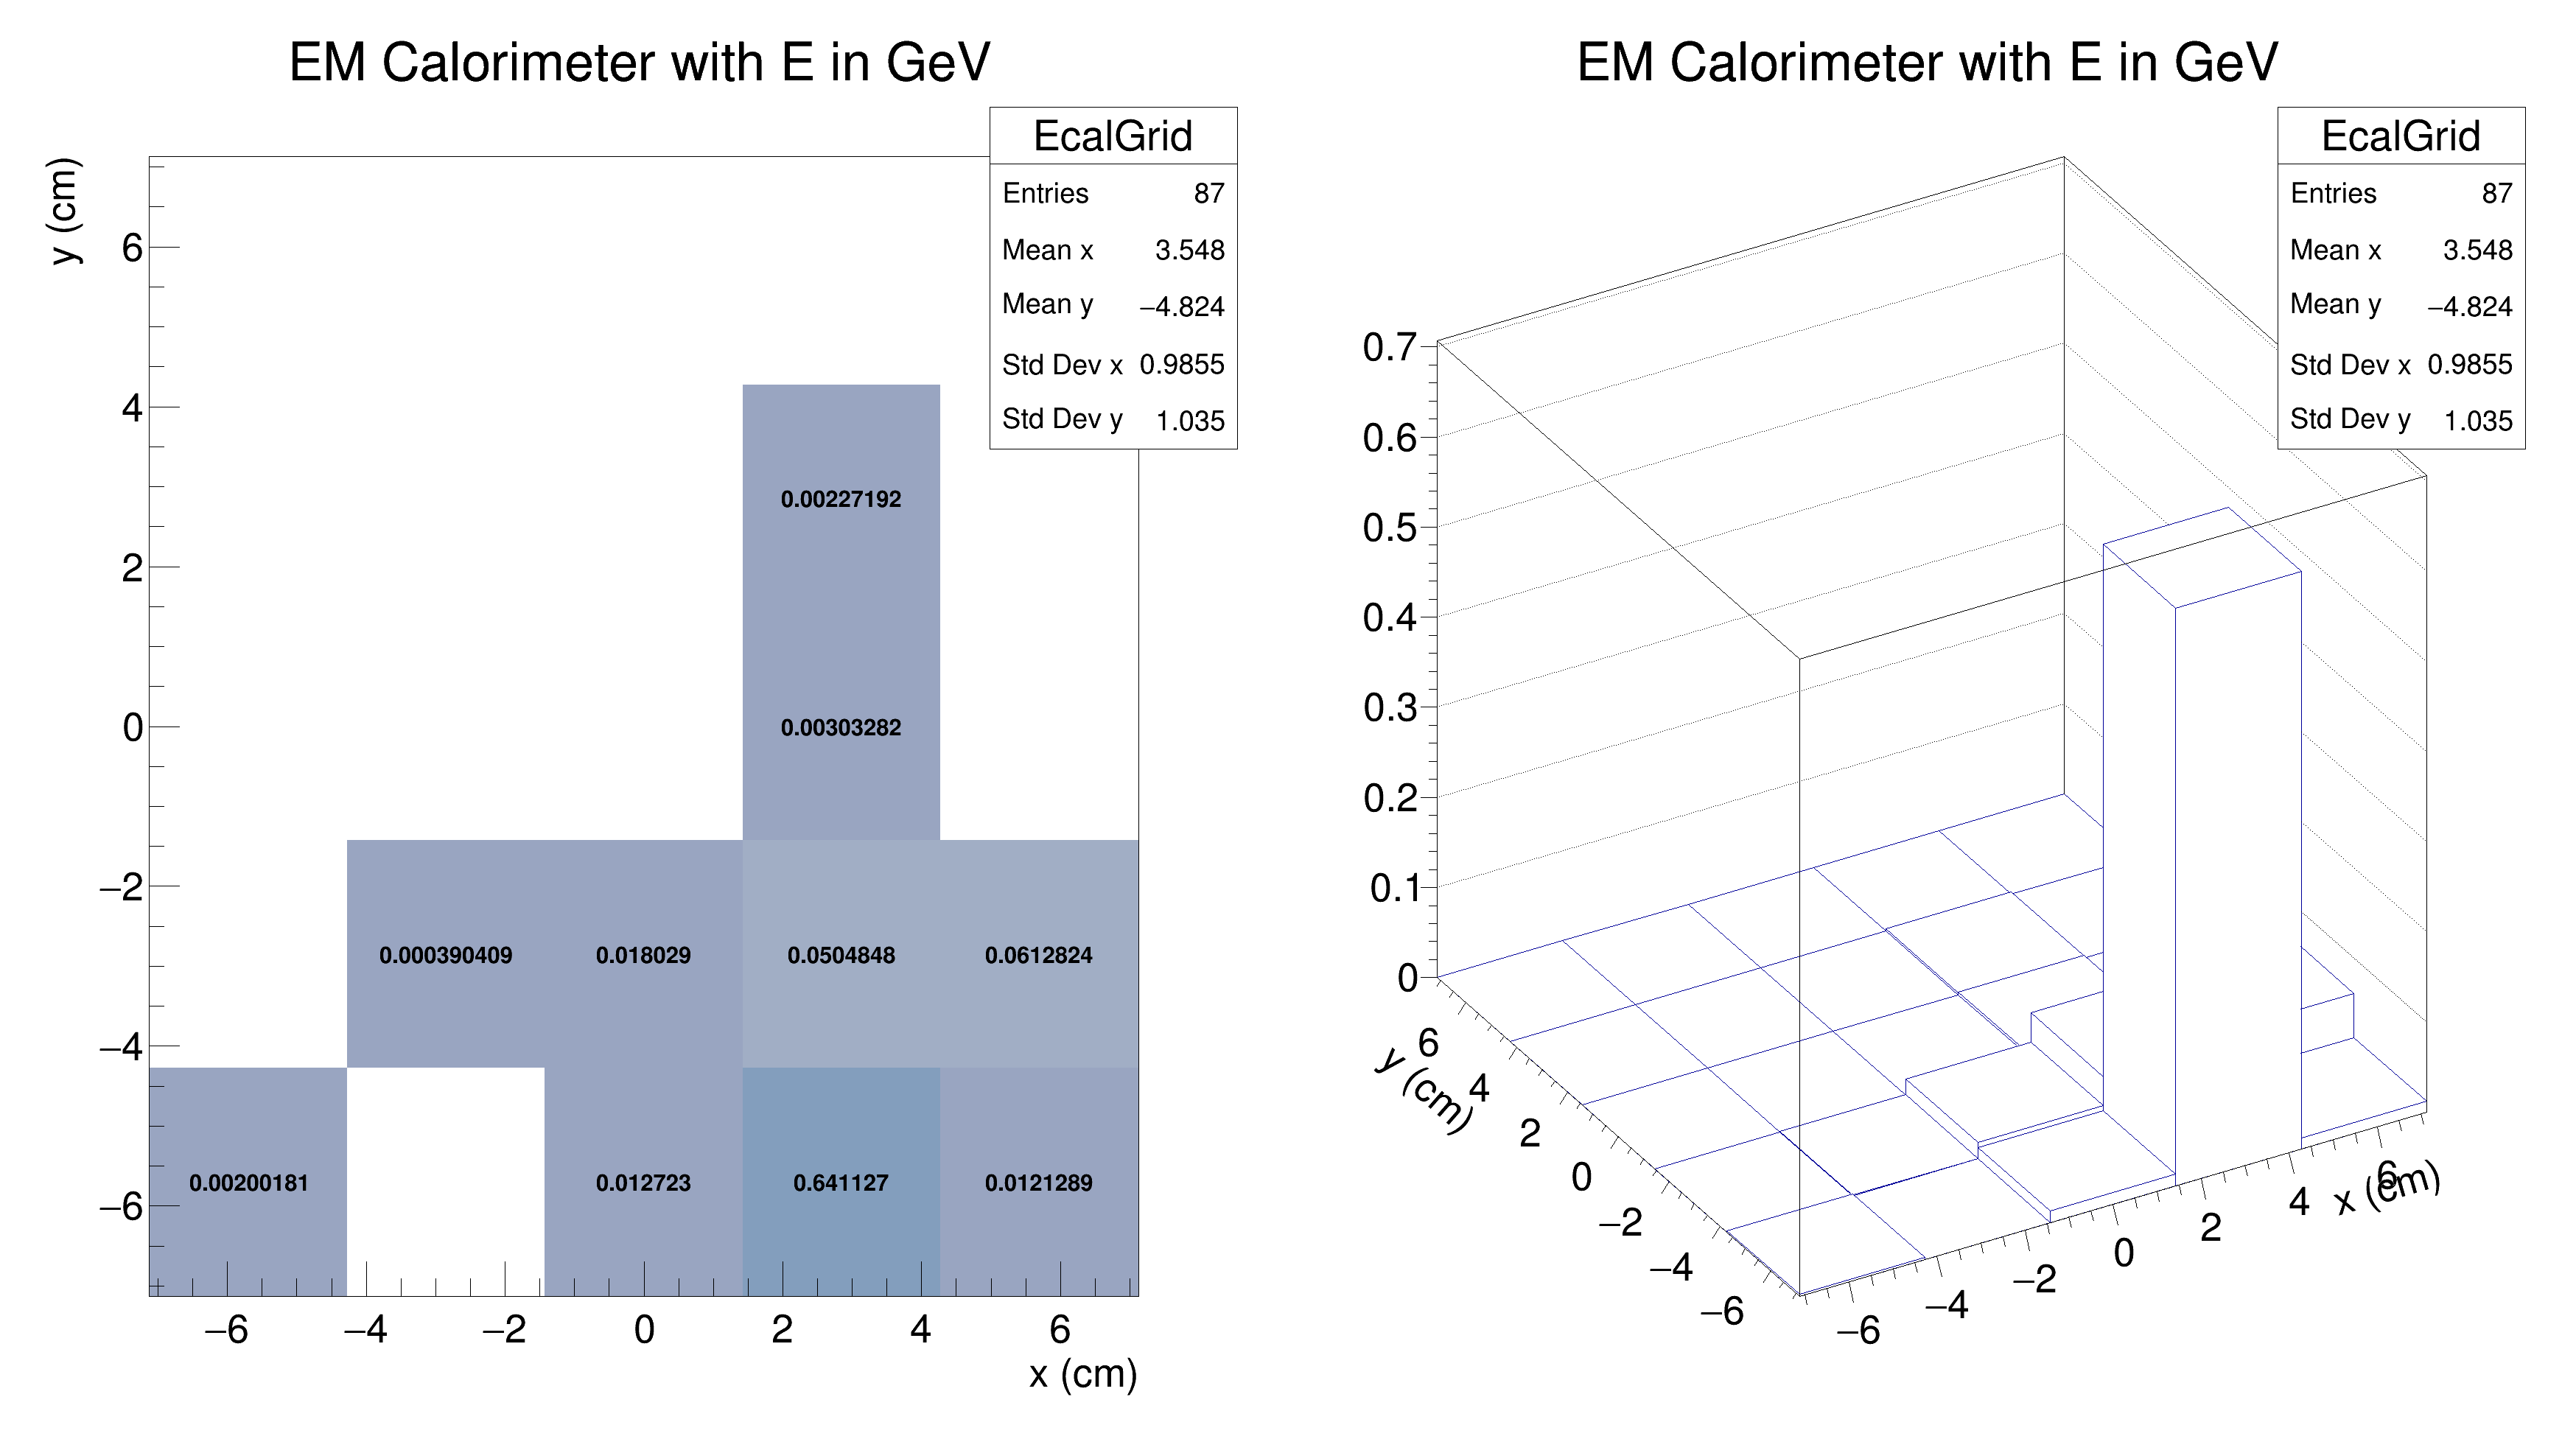 EM Calorimeter with E in GeV
EcalGrid
Entries 87
Mean x 3.548
Mean y −4.824
Std Dev x 0.9855
Std Dev y 1.035
y (cm)
6
4
2
0
−2
−4
−6
0.00227192
0.00303282
0.000390409 0.018029 0.0504848 0.0612824
0.00200181 0.012723 0.641127 0.0121289
−6 −4 −2 0 2 4 6
x (cm)
EM Calorimeter with E in GeV
EcalGrid
Entries 87
Mean x 3.548
Mean y −4.824
Std Dev x 0.9855
Std Dev y 1.035
0.7
0.6
0.5
0.4
0.3
0.2
0.1
0
y (cm)
6
4
2
0
−2
−4
−6
−6
−4
−2
0
2
4
6
x (cm)